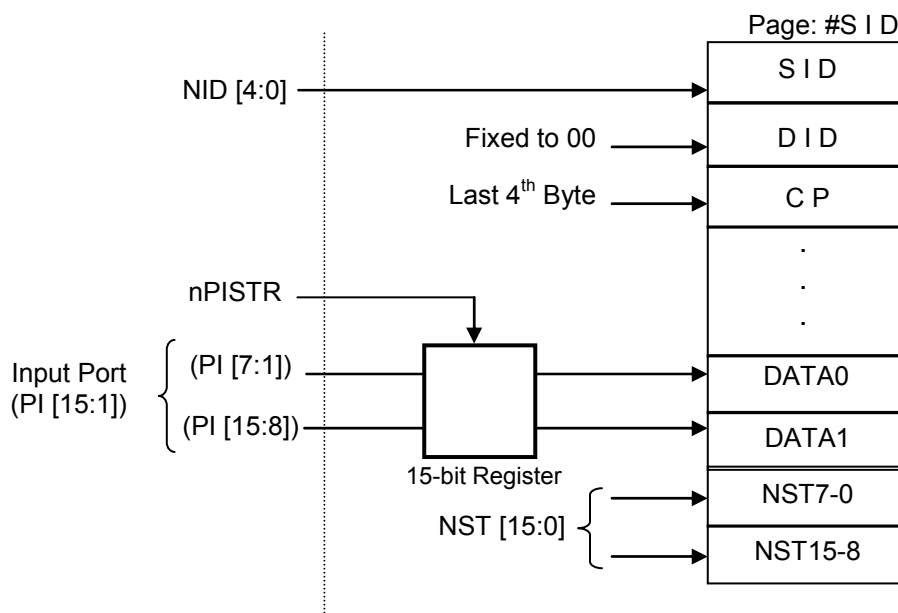 Page: #S I D
S I D
NID [4:0]
Fixed to 00
D I D
Last 4th Byte
C P
.
.
.
nPISTR
Input Port
(PI [15:1])
(PI [7:1])
DATA0
(PI [15:8])
DATA1
15-bit Register
NST [15:0]
NST7-0
NST15-8